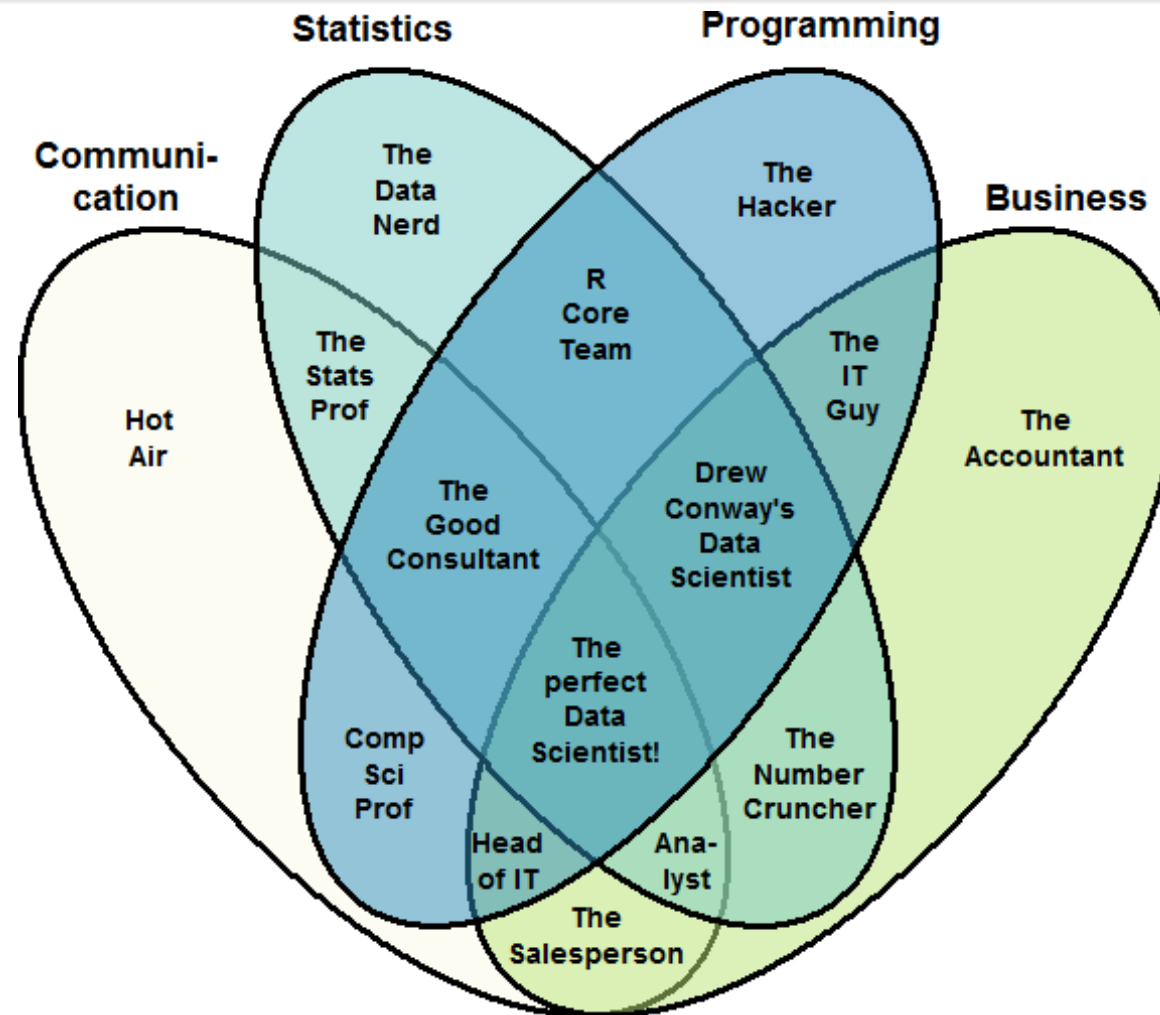 Statistics
Programming
Communi-
cation
Business
The
Data
Nerd
The
Hacker
R
Core
Team
The
Stats
Prof
The
IT
Guy
Hot
Air
The
Accountant
The
Good
Consultant
Drew
Conway's
Data
Scientist
The
perfect
Data
Scientist!
Comp
Sci
Prof
The
Number
Cruncher
Head
of IT
Ana-
lyst
The
Salesperson